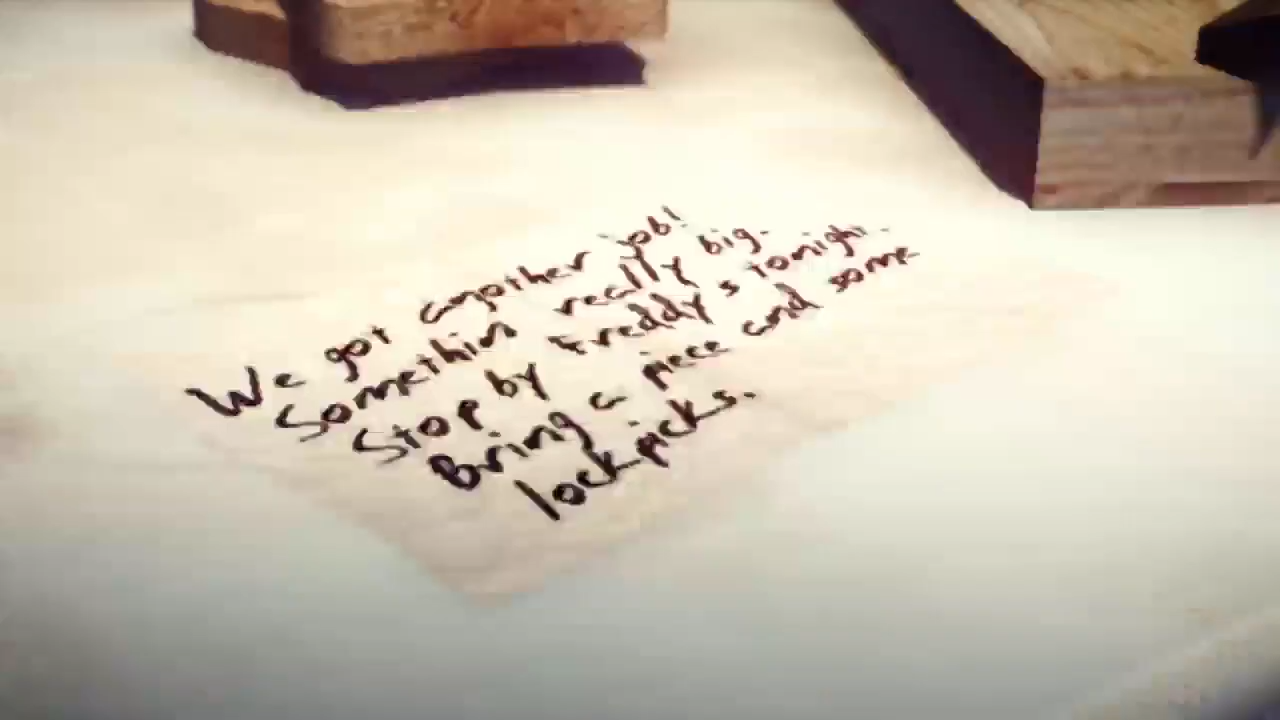 We got another job!
Somethin really big.
Stop by Freddy's tonight.
Bring a piece and some
lockpicks.